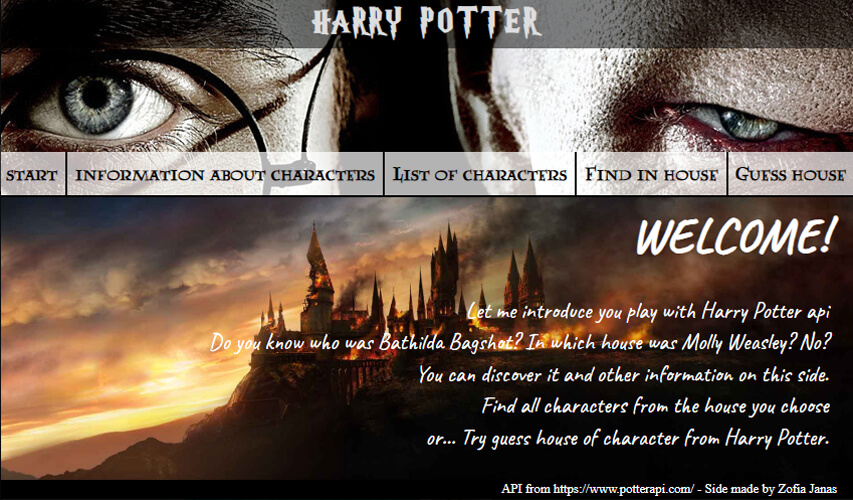 HARRY POTTER
START
INFORMATION ABOUT CHARACTERS
LIST OF CHARACTERS
FIND IN HOUSE
GUESS HOUSE
WELCOME!
Let me introduce you play with Harry Potter api
Do you know who was Bathilda Bagshot? In which house was Molly Weasley? No?
You can discover it and other information on this side.
Find all characters from the house you choose
or... Try guess house of character from Harry Potter.
API from https://www.potterapi.com/ - Side made by Zofia Janas